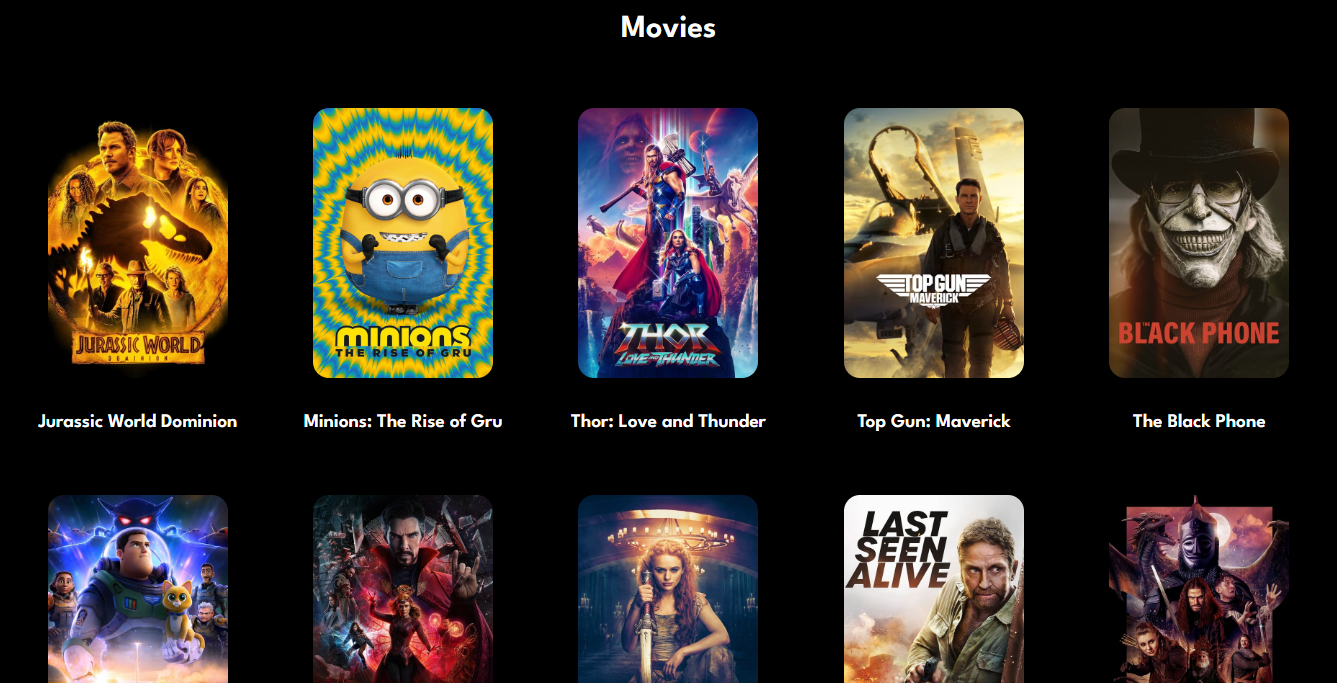 Movies
JURASSIC WORLD
DOMINION
minions
THE RISE OF GRU
THOR
LOVE AND THUNDER
TOP GUN
MAVERICK
THE
BLACK PHONE
Jurassic World Dominion
Minions: The Rise of Gru
Thor: Love and Thunder
Top Gun: Maverick
The Black Phone
LAST
SEEN
ALIVE